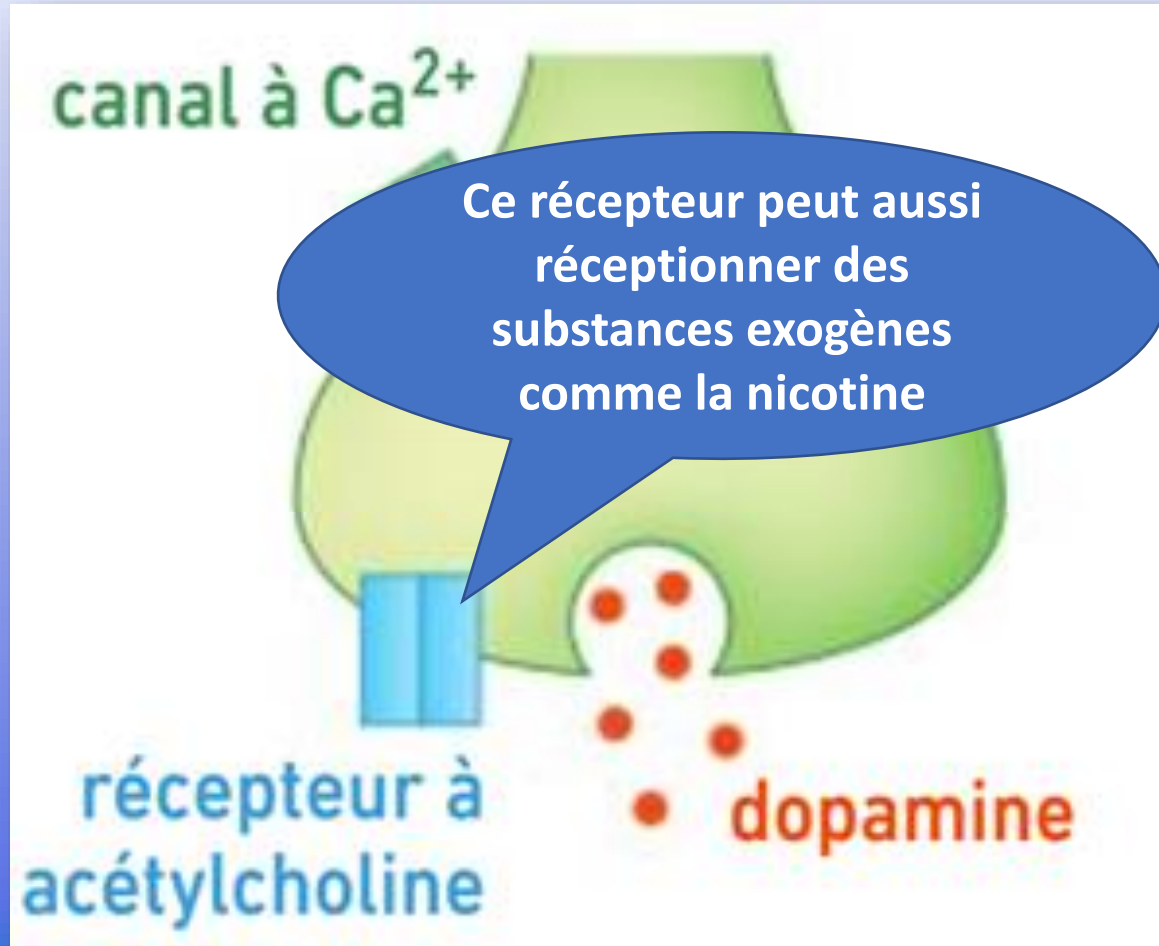 canal à Ca²⁺
Ce récepteur peut aussi
réceptionner des
substances exogènes
comme la nicotine
récepteur à
acétylcholine
dopamine